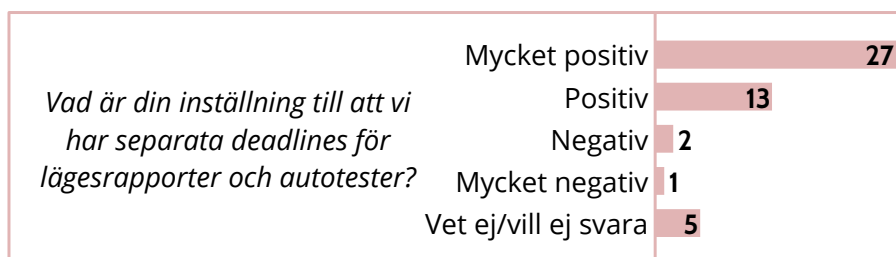 Vad är din inställning till att vi
har separata deadlines för
lägesrapporter och autotester?
Mycket positiv 27
Positiv 13
Negativ 2
Mycket negativ 1
Vet ej/vill ej svara 5